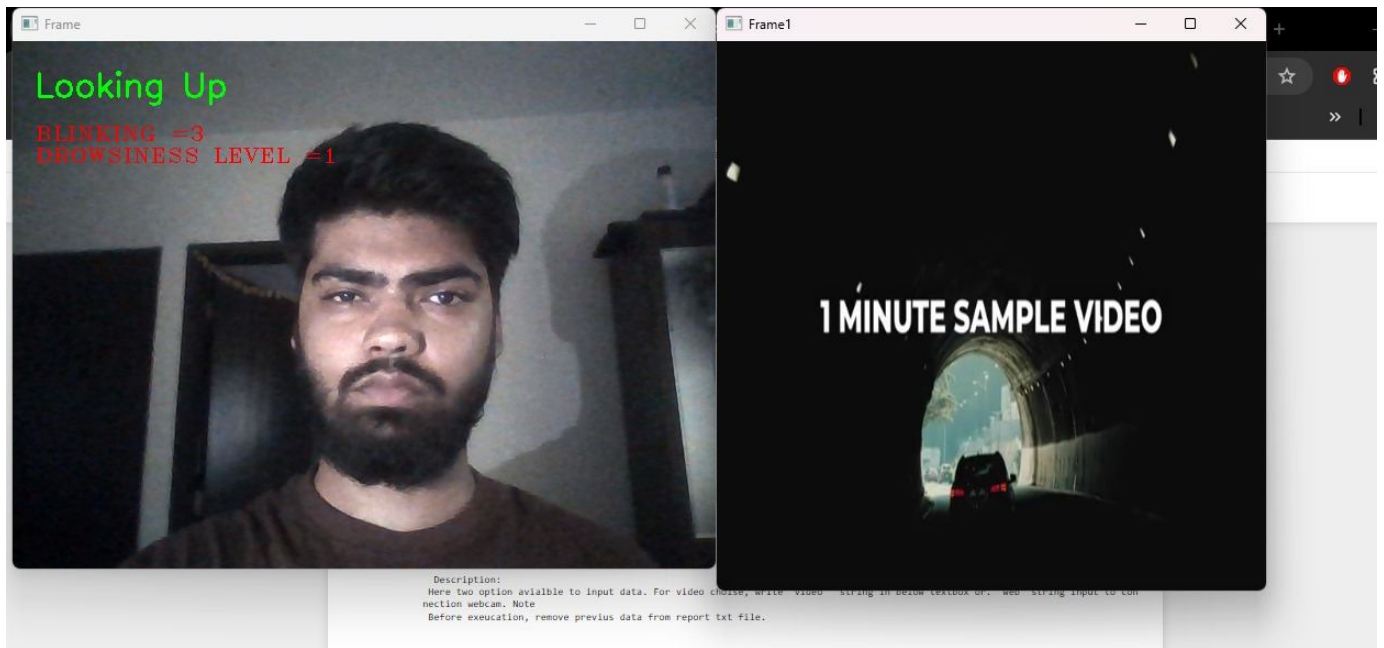 Frame
Looking Up
BLINKING =3
DROWSINESS LEVEL =1
Frame1
1 MINUTE SAMPLE VIDEO
Description:
Here two option avialble to input data. For video choise, write video string in below textbox or. web string input to con
nection webcam. Note
Before exeucation, remove previus data from report txt file.